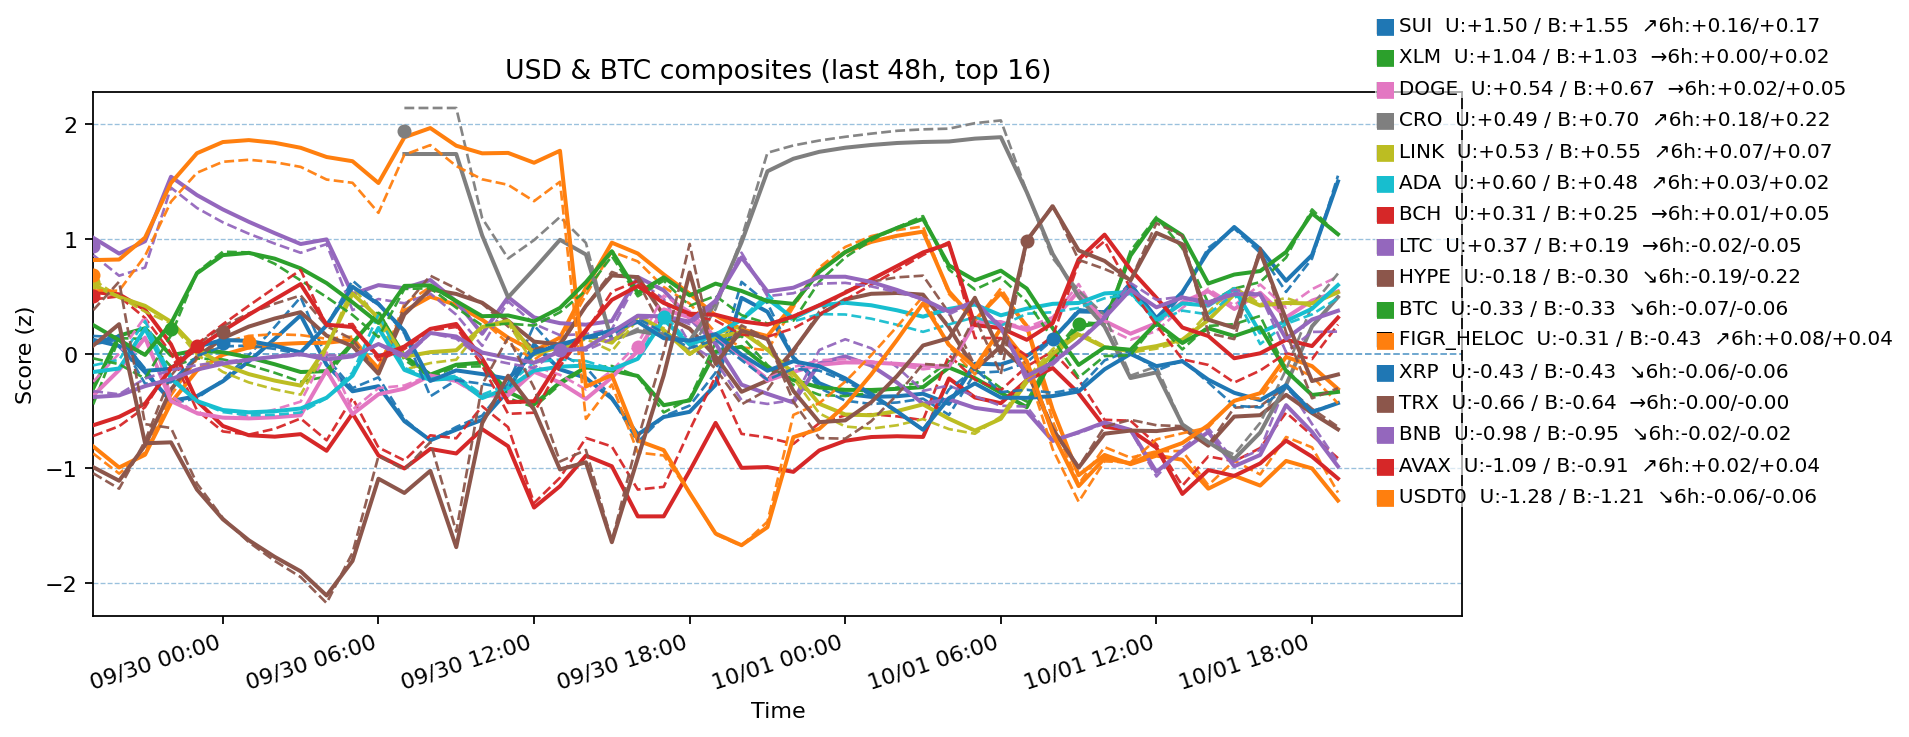 USD & BTC composites (last 48h, top 16)
SUI U:+1.50 / B:+1.55 ↗6h:+0.16/+0.17
XLM U:+1.04 / B:+1.03 →6h:+0.00/+0.02
DOGE U:+0.54 / B:+0.67 →6h:+0.02/+0.05
CRO U:+0.49 / B:+0.70 ↗6h:+0.18/+0.22
LINK U:+0.53 / B:+0.55 ↗6h:+0.07/+0.07
ADA U:+0.60 / B:+0.48 ↗6h:+0.03/+0.02
BCH U:+0.31 / B:+0.25 →6h:+0.01/+0.05
LTC U:+0.37 / B:+0.19 →6h:-0.02/-0.05
HYPE U:-0.18 / B:-0.30 ↘6h:-0.19/-0.22
BTC U:-0.33 / B:-0.33 ↘6h:-0.07/-0.06
FIGR_HELOC U:-0.31 / B:-0.43 ↗6h:+0.08/+0.04
XRP U:-0.43 / B:-0.43 ↘6h:-0.06/-0.06
TRX U:-0.66 / B:-0.64 →6h:-0.00/-0.00
BNB U:-0.98 / B:-0.95 ↘6h:-0.02/-0.02
AVAX U:-1.09 / B:-0.91 ↗6h:+0.02/+0.04
USDT0 U:-1.28 / B:-1.21 ↘6h:-0.06/-0.06
Score (z)
2
1
0
−1
−2
09/30 00:00
09/30 06:00
09/30 12:00
09/30 18:00
10/01 00:00
10/01 06:00
10/01 12:00
10/01 18:00
Time